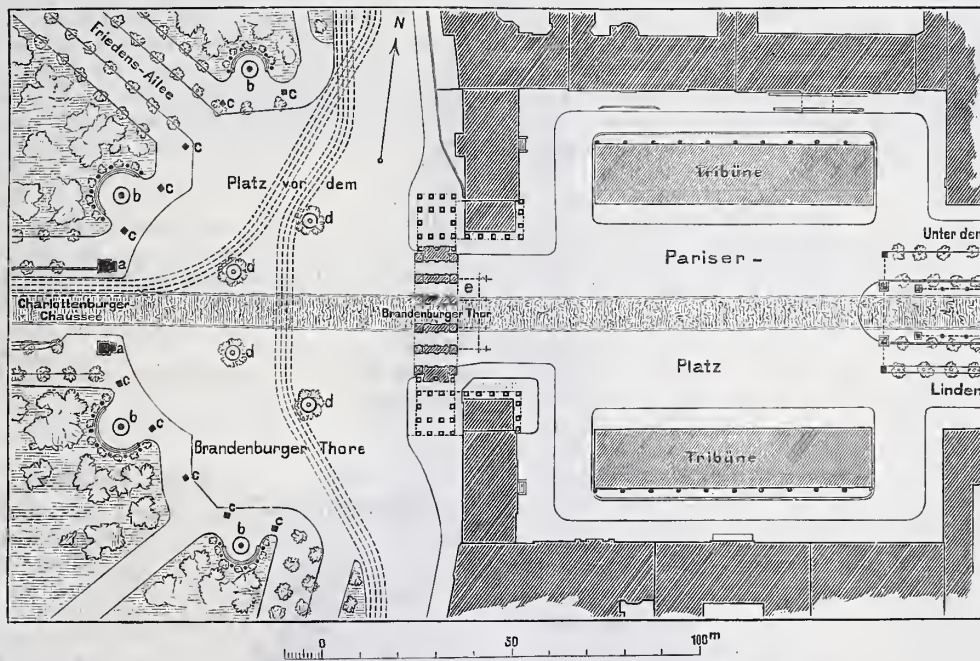 N
Friedens-Allee
b
c
c
c
c
b
c
a
Platz vor dem
d
d
Tribüne
Pariser -
Unter den
e
Charlottenburger
Chaussee
Brandenburger Thor
a
d
d
c
b
c
c
Brandenburger Thore
c
b
c
Platz
Linden
Tribüne
0 50 100 m